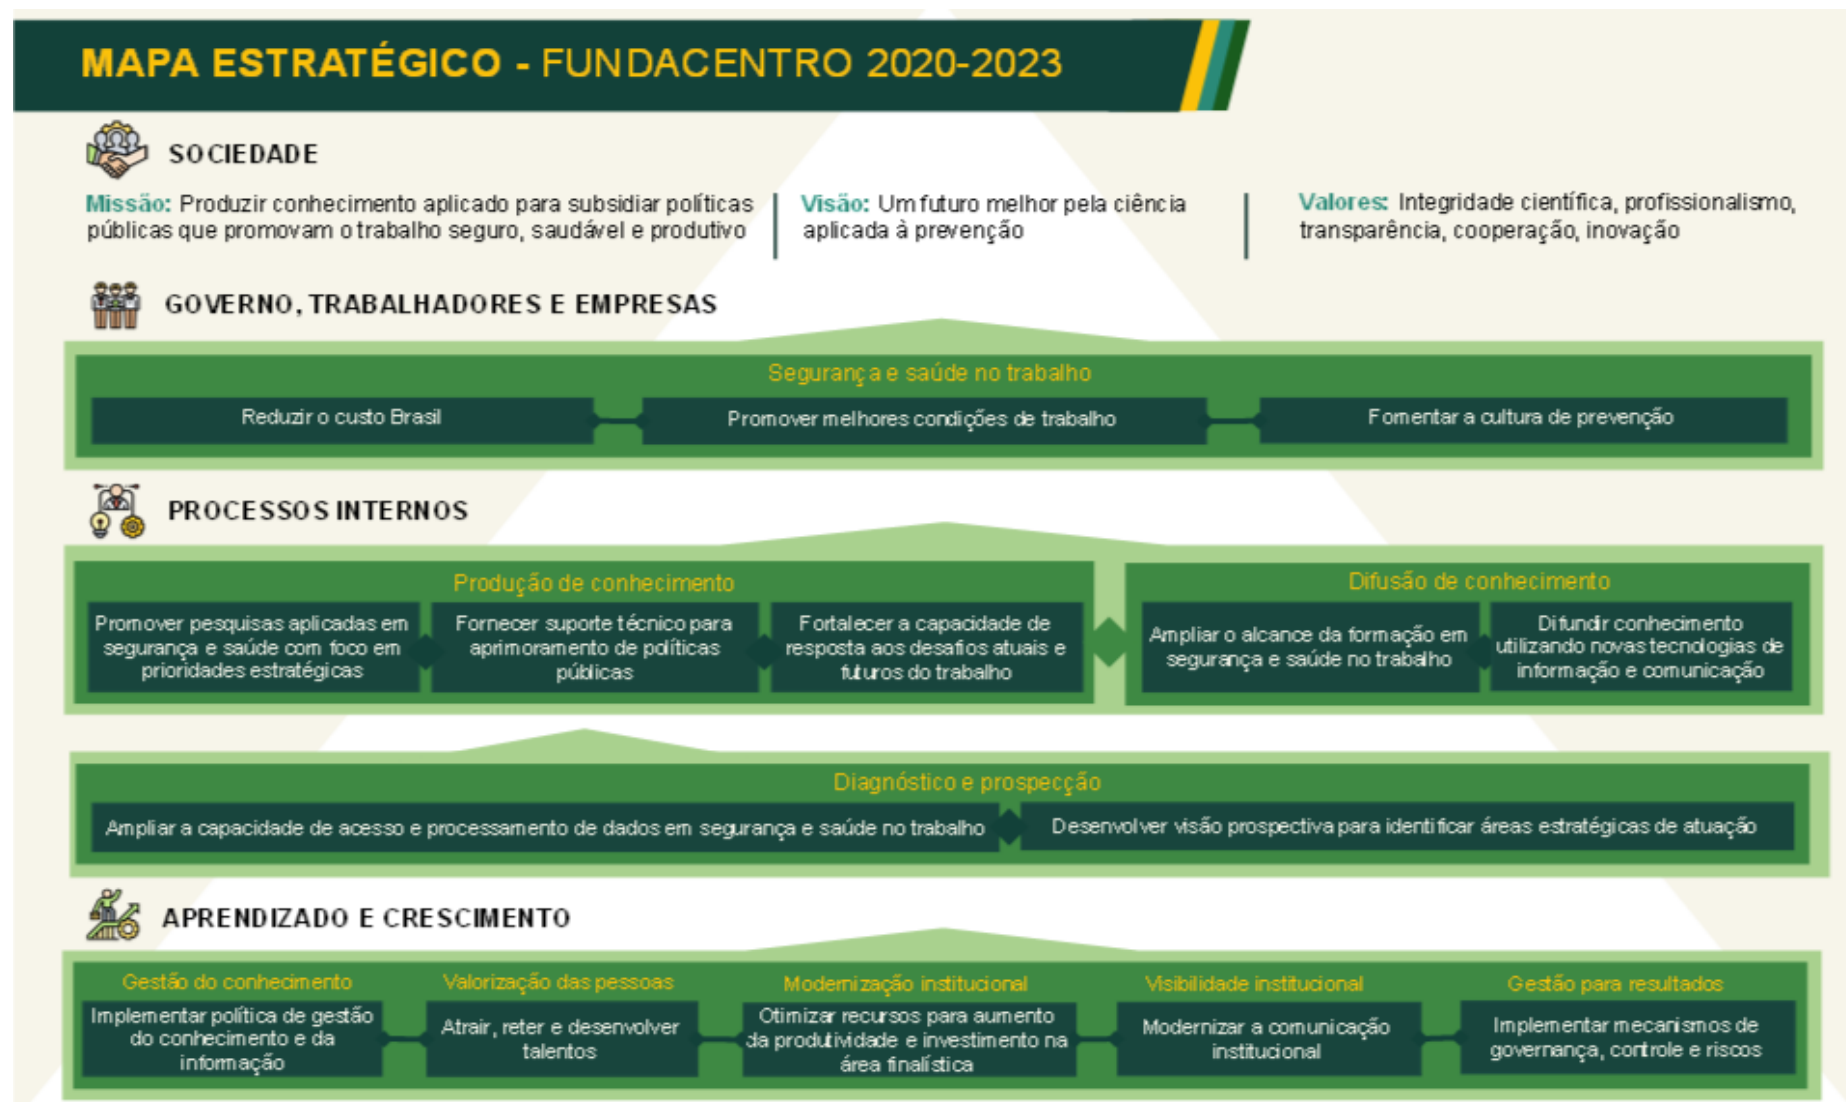 MAPA ESTRATÉGICO - FUNDACENTRO 2020-2023
SOCIEDADE
Missão: Produzir conhecimento aplicado para subsidiar políticas
públicas que promovam o trabalho seguro, saudável e produtivo
Visão: Um futuro melhor pela ciência
aplicada à prevenção
Valores: Integridade científica, profissionalismo,
transparência, cooperação, inovação
GOVERNO, TRABALHADORES E EMPRESAS
Segurança e saúde no trabalho
Reduzir o custo Brasil
Promover melhores condições de trabalho
Fomentar a cultura de prevenção
PROCESSOS INTERNOS
Produção de conhecimento
Promover pesquisas aplicadas em
segurança e saúde com foco em
prioridades estratégicas
Fornecer suporte técnico para
aprimoramento de políticas
públicas
Fortalecer a capacidade de
resposta aos desafios atuais e
futuros do trabalho
Difusão de conhecimento
Ampliar o alcance da formação em
segurança e saúde no trabalho
Difundir conhecimento
utilizando novas tecnologias de
informação e comunicação
Diagnóstico e prospecção
Ampliar a capacidade de acesso e processamento de dados em segurança e saúde no trabalho
Desenvolver visão prospectiva para identificar áreas estratégicas de atuação
APRENDIZADO E CRESCIMENTO
Gestão do conhecimento
Implementar política de gestão
do conhecimento e da
informação
Valorização das pessoas
Atrair, reter e desenvolver
talentos
Modernização institucional
Otimizar recursos para aumento
da produtividade e investimento na
área finalística
Visibilidade institucional
Modernizar a comunicação
institucional
Gestão para resultados
Implementar mecanismos de
governança, controle e riscos